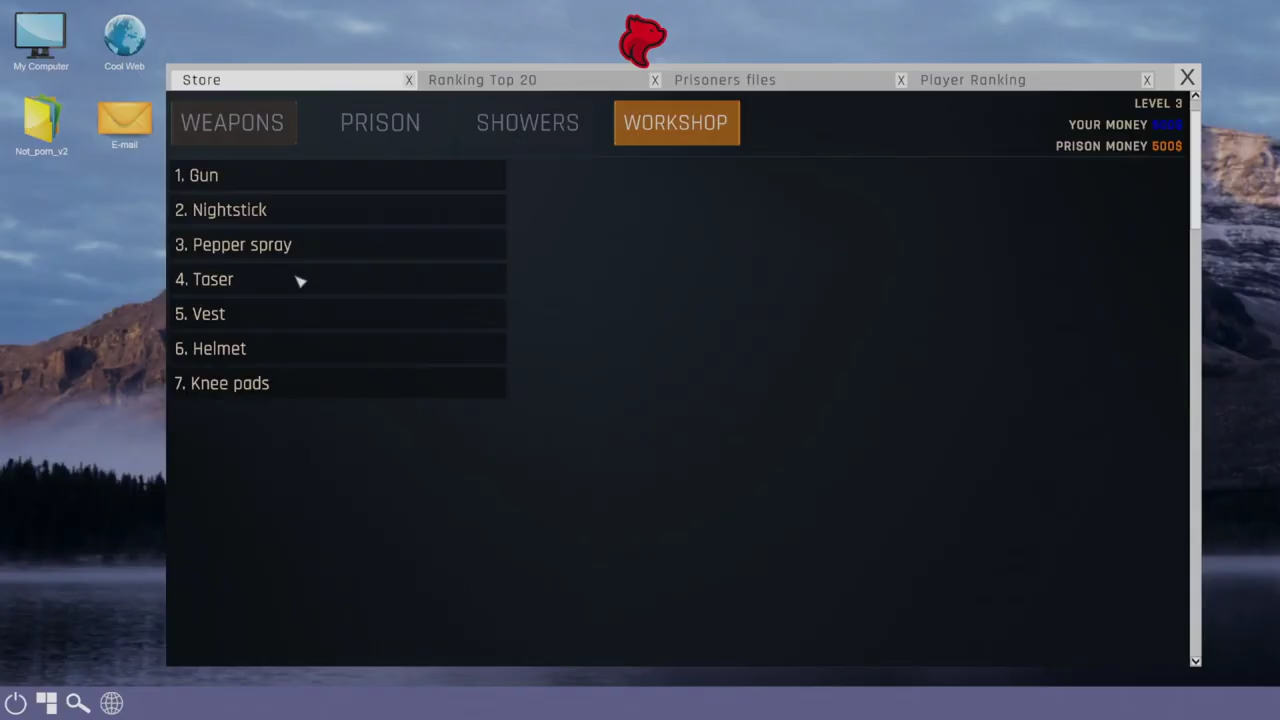 My Computer
Cool Web
Not_porn_v2
E-mail
Store X
Ranking Top 20 X
Prisoners files X
Player Ranking X
X
WEAPONS
PRISON
SHOWERS
WORKSHOP
LEVEL 3
YOUR MONEY
PRISON MONEY 500$
1. Gun
2. Nightstick
3. Pepper spray
4. Taser
5. Vest
6. Helmet
7. Knee pads